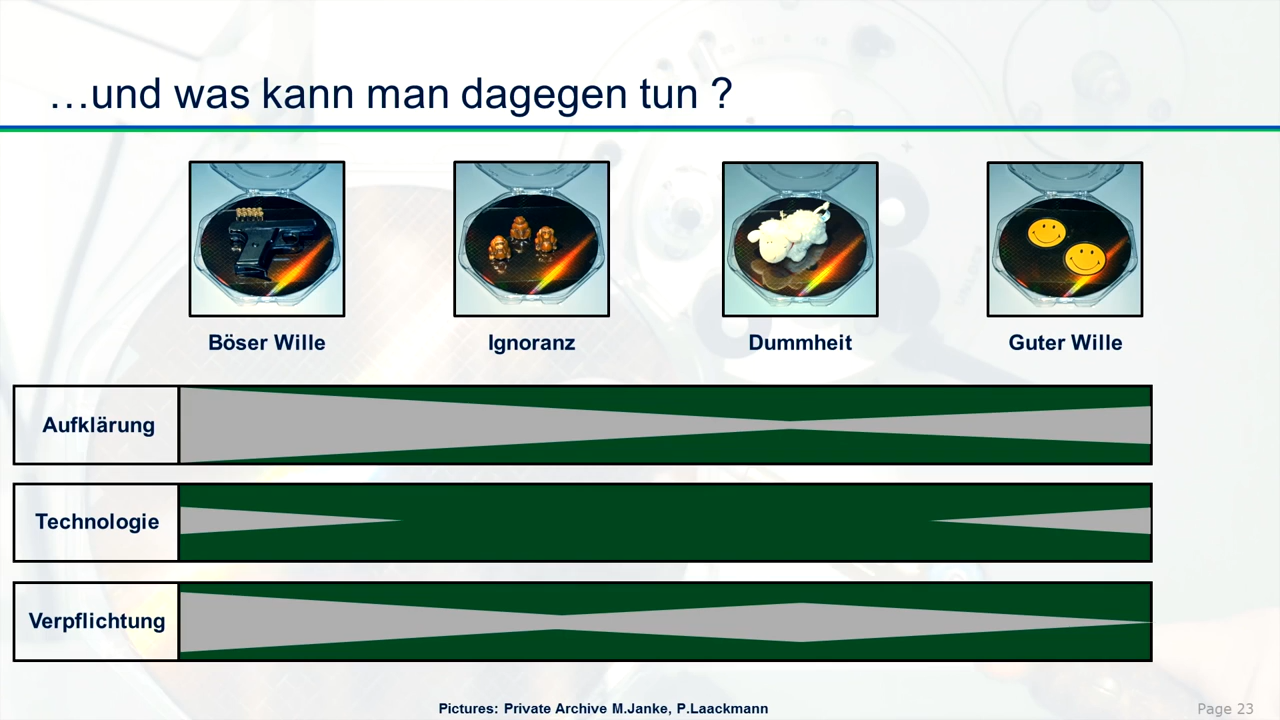 …und was kann man dagegen tun ?
Böser Wille
Ignoranz
Dummheit
Guter Wille
Aufklärung
Technologie
Verpflichtung
Pictures: Private Archive M.Janke, P.Laackmann
Page 23